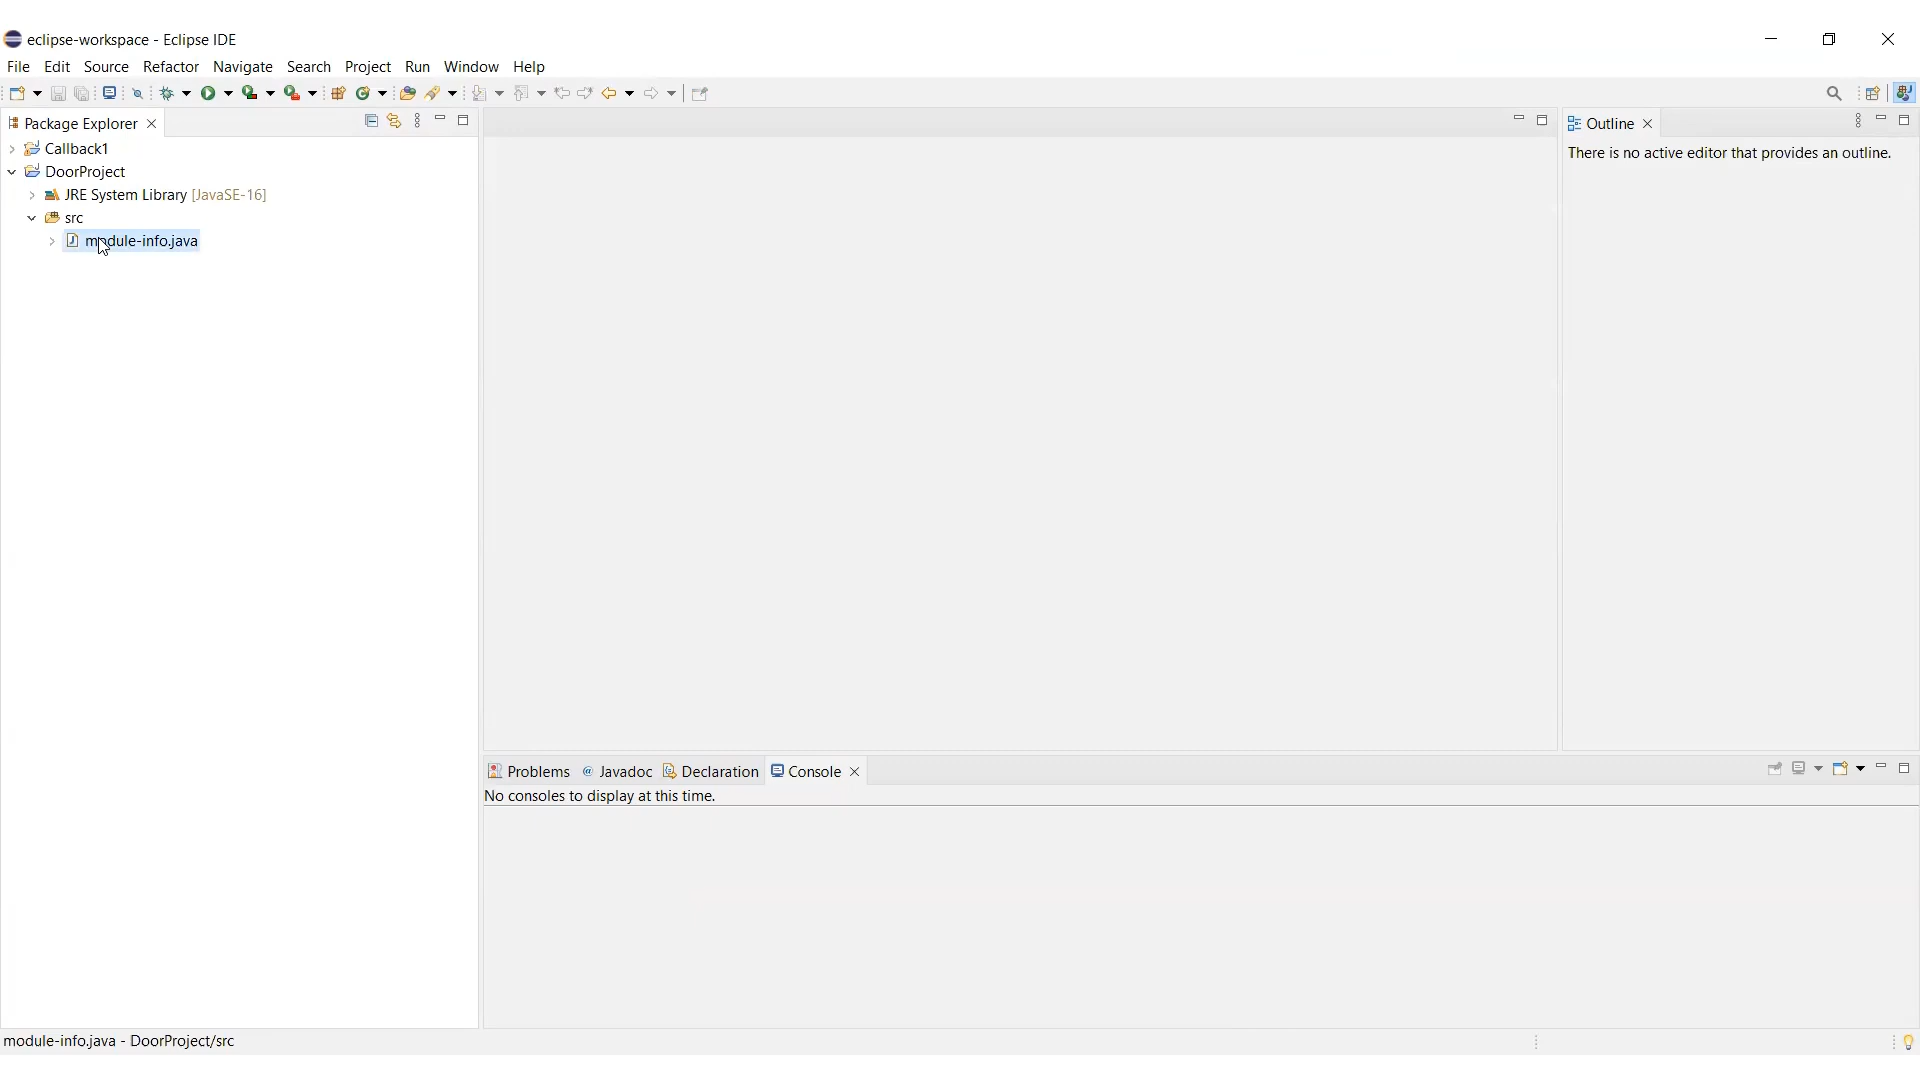 eclipse-workspace - Eclipse IDE
File Edit Source Refactor Navigate Search Project Run Window Help
Package Explorer
Callback1
DoorProject
JRE System Library [JavaSE-16]
src
module-info.java
Outline
There is no active editor that provides an outline.
Problems Javadoc Declaration Console
No consoles to display at this time.
module-info.java - DoorProject/src